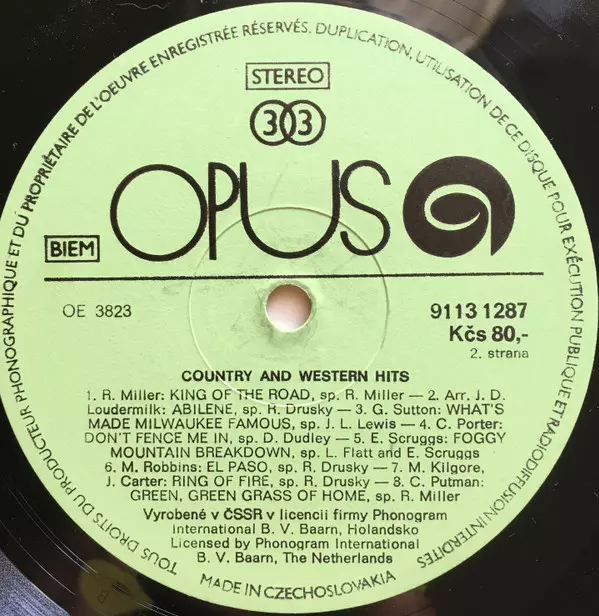 TOUS DROITS DU PRODUCTEUR PHONOGRAPHIQUE ET DU PROPRIÉTAIRE DE L'OEUVRE ENREGISTRÉE RÉSERVÉS. DUPLICATION, UTILISATION DE CE DISQUE POUR EXÉCUTION PUBLIQUE ET RADIODIFFUSION INTERDITES
STEREO
33
OPUS
BIEM
OE 3823
9113 1287
Kčs 80,-
2. strana
COUNTRY AND WESTERN HITS
1. R. Miller: KING OF THE ROAD, sp. R. Miller — 2. Arr. J. D.
Loudermilk: ABILENE, sp. R. Drusky — 3. G. Sutton: WHAT'S
MADE MILWAUKEE FAMOUS, sp. J. L. Lewis — 4. C. Porter:
DON'T FENCE ME IN, sp. D. Dudley — 5. E. Scruggs: FOGGY
MOUNTAIN BREAKDOWN, sp. L. Flatt and E. Scruggs
6. M. Robbins: EL PASO, sp. R. Drusky — 7. M. Kilgore,
J. Carter: RING OF FIRE, sp. R. Drusky — 8. C. Putman:
GREEN, GREEN GRASS OF HOME, sp. R. Miller
Vyrobené v ČSSR v licencii firmy Phonogram
International B. V. Baarn, Holandsko
Licensed by Phonogram International
B. V. Baarn, The Netherlands
MADE IN CZECHOSLOVAKIA